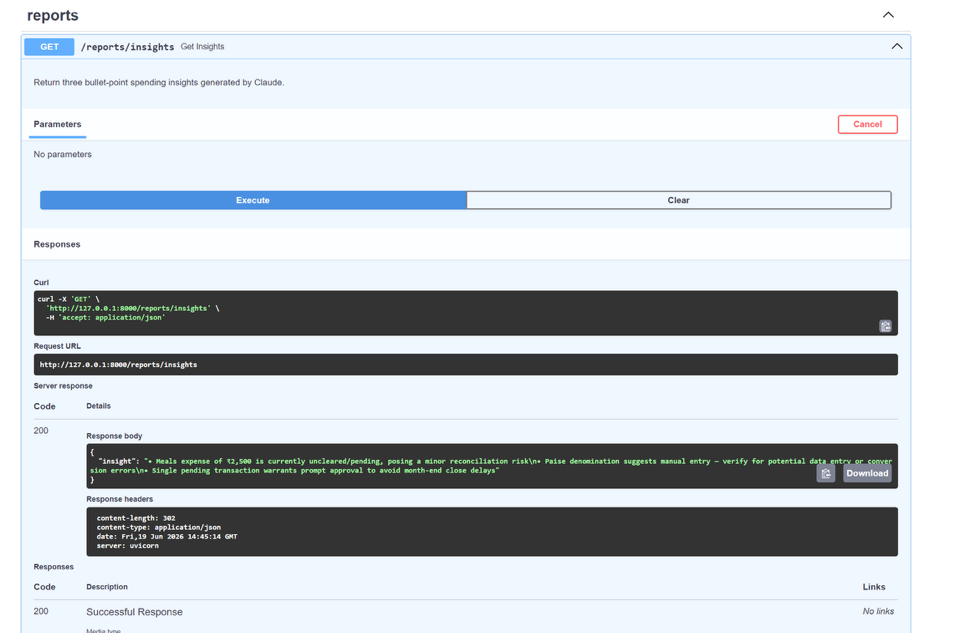 reports
GET /reports/insights Get Insights
Return three bullet-point spending insights generated by Claude.
Parameters
Cancel
No parameters
Execute
Clear
Responses
Curl
curl -X 'GET' \
'http://127.0.0.1:8000/reports/insights' \
-H 'accept: application/json'
Request URL
http://127.0.0.1:8000/reports/insights
Server response
Code Details
200
Response body
{
"insight": "• Meals expense of ₹2,500 is currently uncleared/pending, posing a minor reconciliation risk\n• Paise denomination suggests manual entry — verify for potential data entry or conver
sion errors\n• Single pending transaction warrants prompt approval to avoid month-end close delays"
}
Download
Response headers
content-length: 302
content-type: application/json
date: Fri,19 Jun 2026 14:45:14 GMT
server: uvicorn
Responses
Code Description Links
200 Successful Response No links
Media type